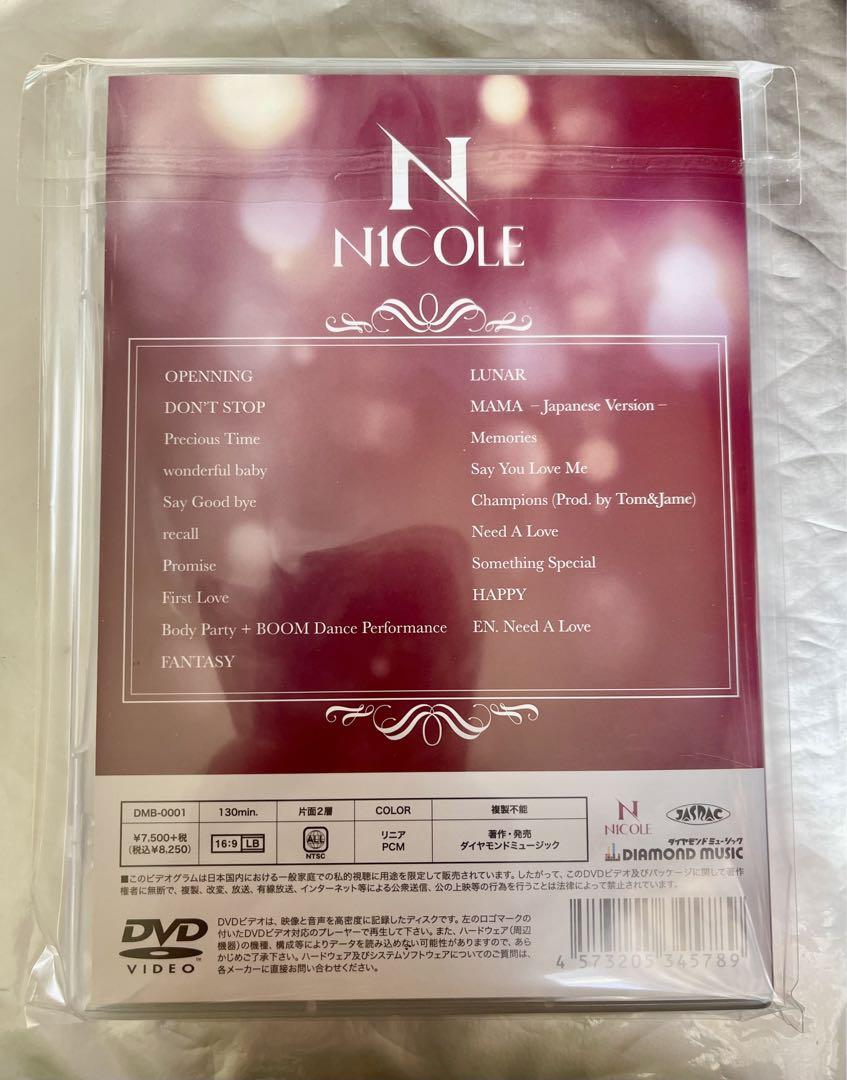 N
N1COLE
OPENNING
DON'T STOP
Precious Time
wonderful baby
Say Good bye
recall
Promise
First Love
Body Party + BOOM Dance Performance
FANTASY
LUNAR
MAMA －Japanese Version－
Memories
Say You Love Me
Champions (Prod. by Tom&Jame)
Need A Love
Something Special
HAPPY
EN. Need A Love
DMB-0001
130min.
片面2層
COLOR
複製不能
¥7,500+税
(税込¥8,250)
16:9 LB
ALL
NTSC
リニア
PCM
著作・発売
ダイヤモンドミュージック
N
N1COLE
JASRAC
ダイヤモンドミュージック
DIAMOND MUSIC
■このビデオグラムは日本国内における一般家庭での私的視聴に用途を限定して販売されています。したがって、このDVDビデオ及びパッケージに関して著作
権者に無断で、複製、改変、放送、有線放送、インターネット等による公衆送信、公の上映等の行為を行うことは法律によって禁止されています。
DVD
VIDEO
DVDビデオは、映像と音声を高密度に記録したディスクです。左のロゴマークの
付いたDVDビデオ対応のプレーヤーで再生して下さい。また、ハードウェア(周辺
機器)の機種、構成等によりデータを読み込めない可能性がありますので、あら
かじめご了承下さい。ハードウェア及びシステムソフトウェアについてのご質問は、
各メーカーに直接お問い合わせください。
4 573205 345789